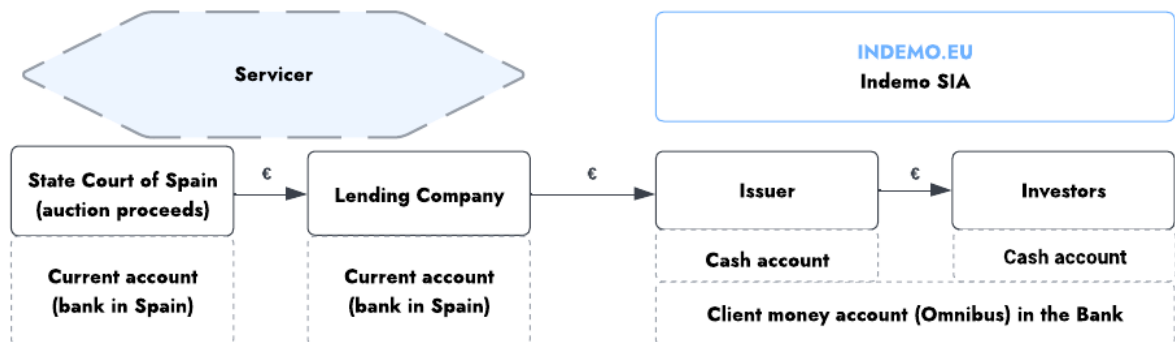 Servicer
INDEMO.EU
Indemo SIA
State Court of Spain
(auction proceeds)
€
Lending Company
€
Issuer
€
Investors
Current account
(bank in Spain)
Current account
(bank in Spain)
Cash account
Cash account
Client money account (Omnibus) in the Bank